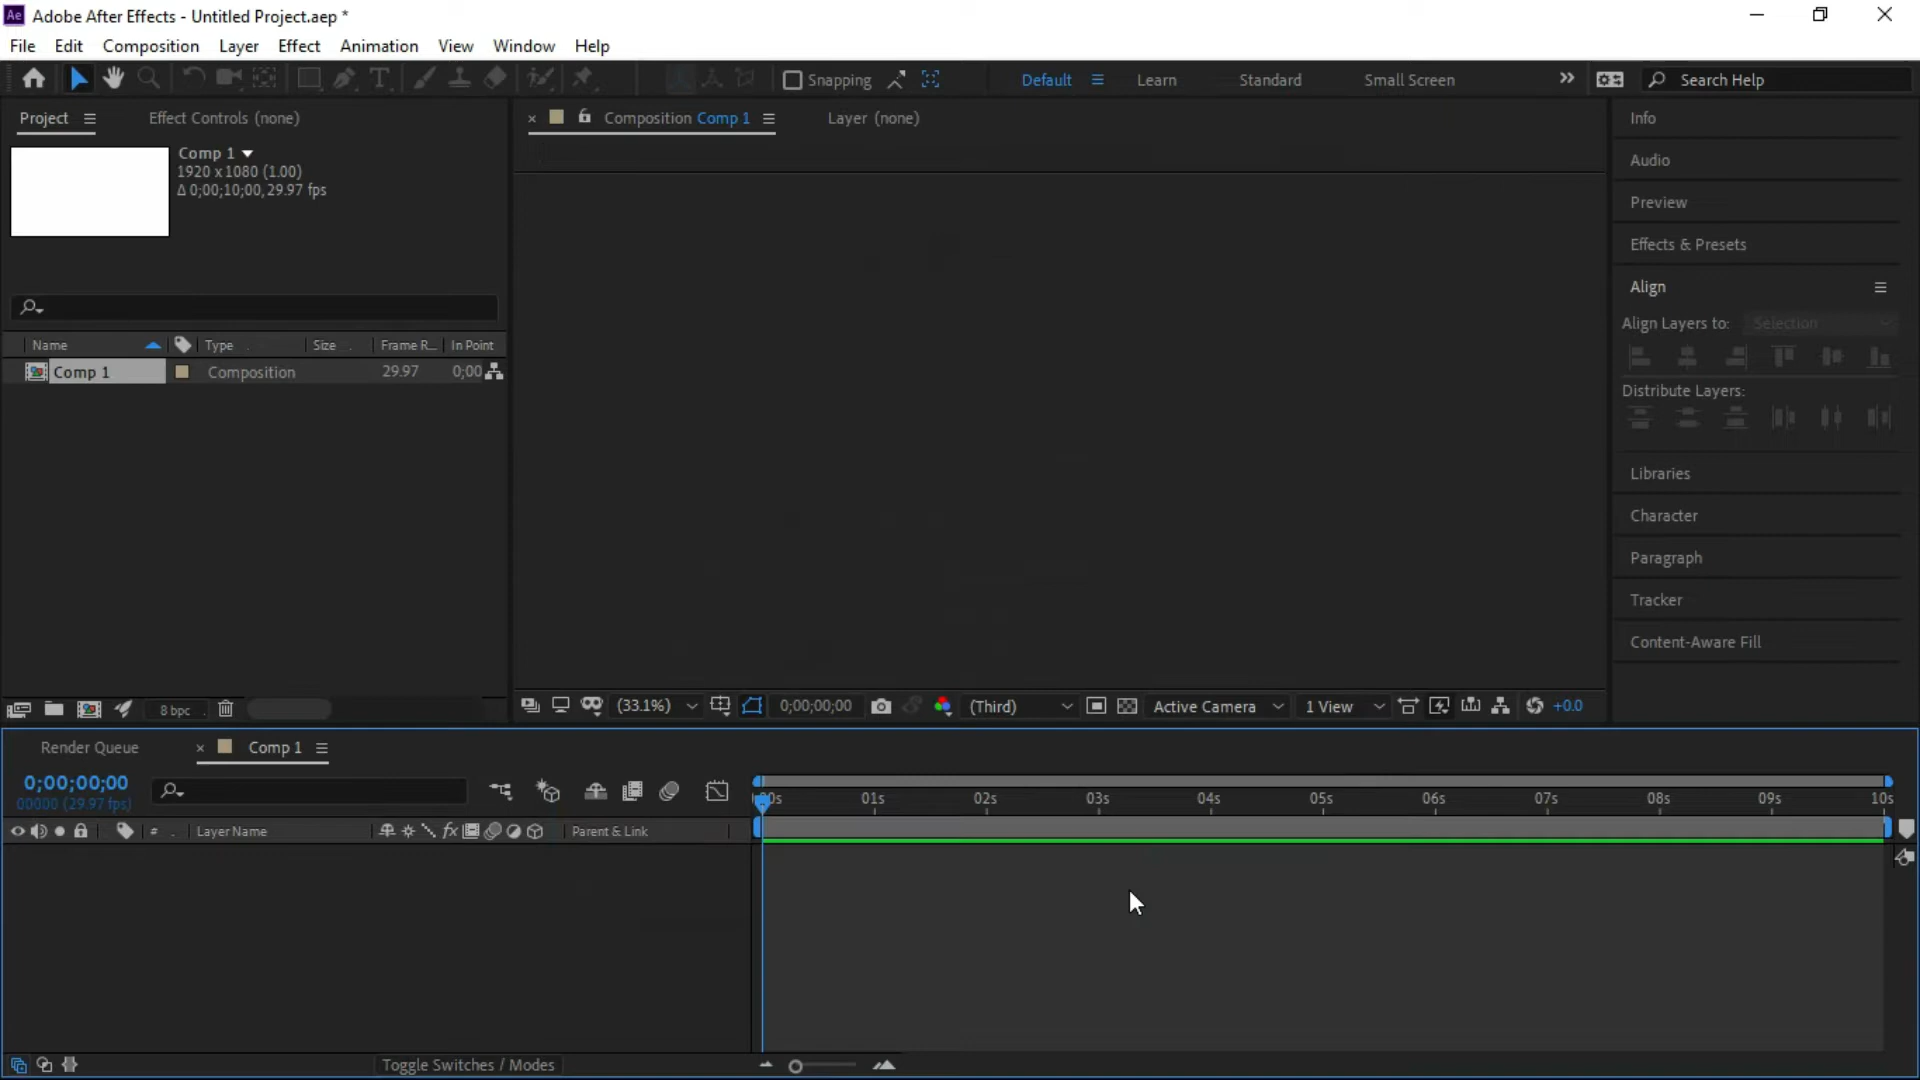 Ae Adobe After Effects - Untitled Project.aep *
File Edit Composition Layer Effect Animation View Window Help
Snapping Default Learn Standard Small Screen Search Help
Project Effect Controls (none)
Composition Comp 1 Layer (none)
Info
Comp 1
1920 x 1080 (1.00)
Δ 0;00;10;00, 29.97 fps
Audio
Preview
Effects & Presets
Align
Align Layers to: Selection
Distribute Layers:
Name Type Size Frame R... In Point
Comp 1 Composition 29.97 0;00
Libraries
Character
Paragraph
Tracker
Content-Aware Fill
8 bpc
(33.1%) 0;00;00;00 (Third) Active Camera 1 View +0.0
Render Queue Comp 1
0;00;00;00
00000 (29.97 fps)
01s 02s 03s 04s 05s 06s 07s 08s 09s 10s
# Layer Name fx Parent & Link
Toggle Switches / Modes